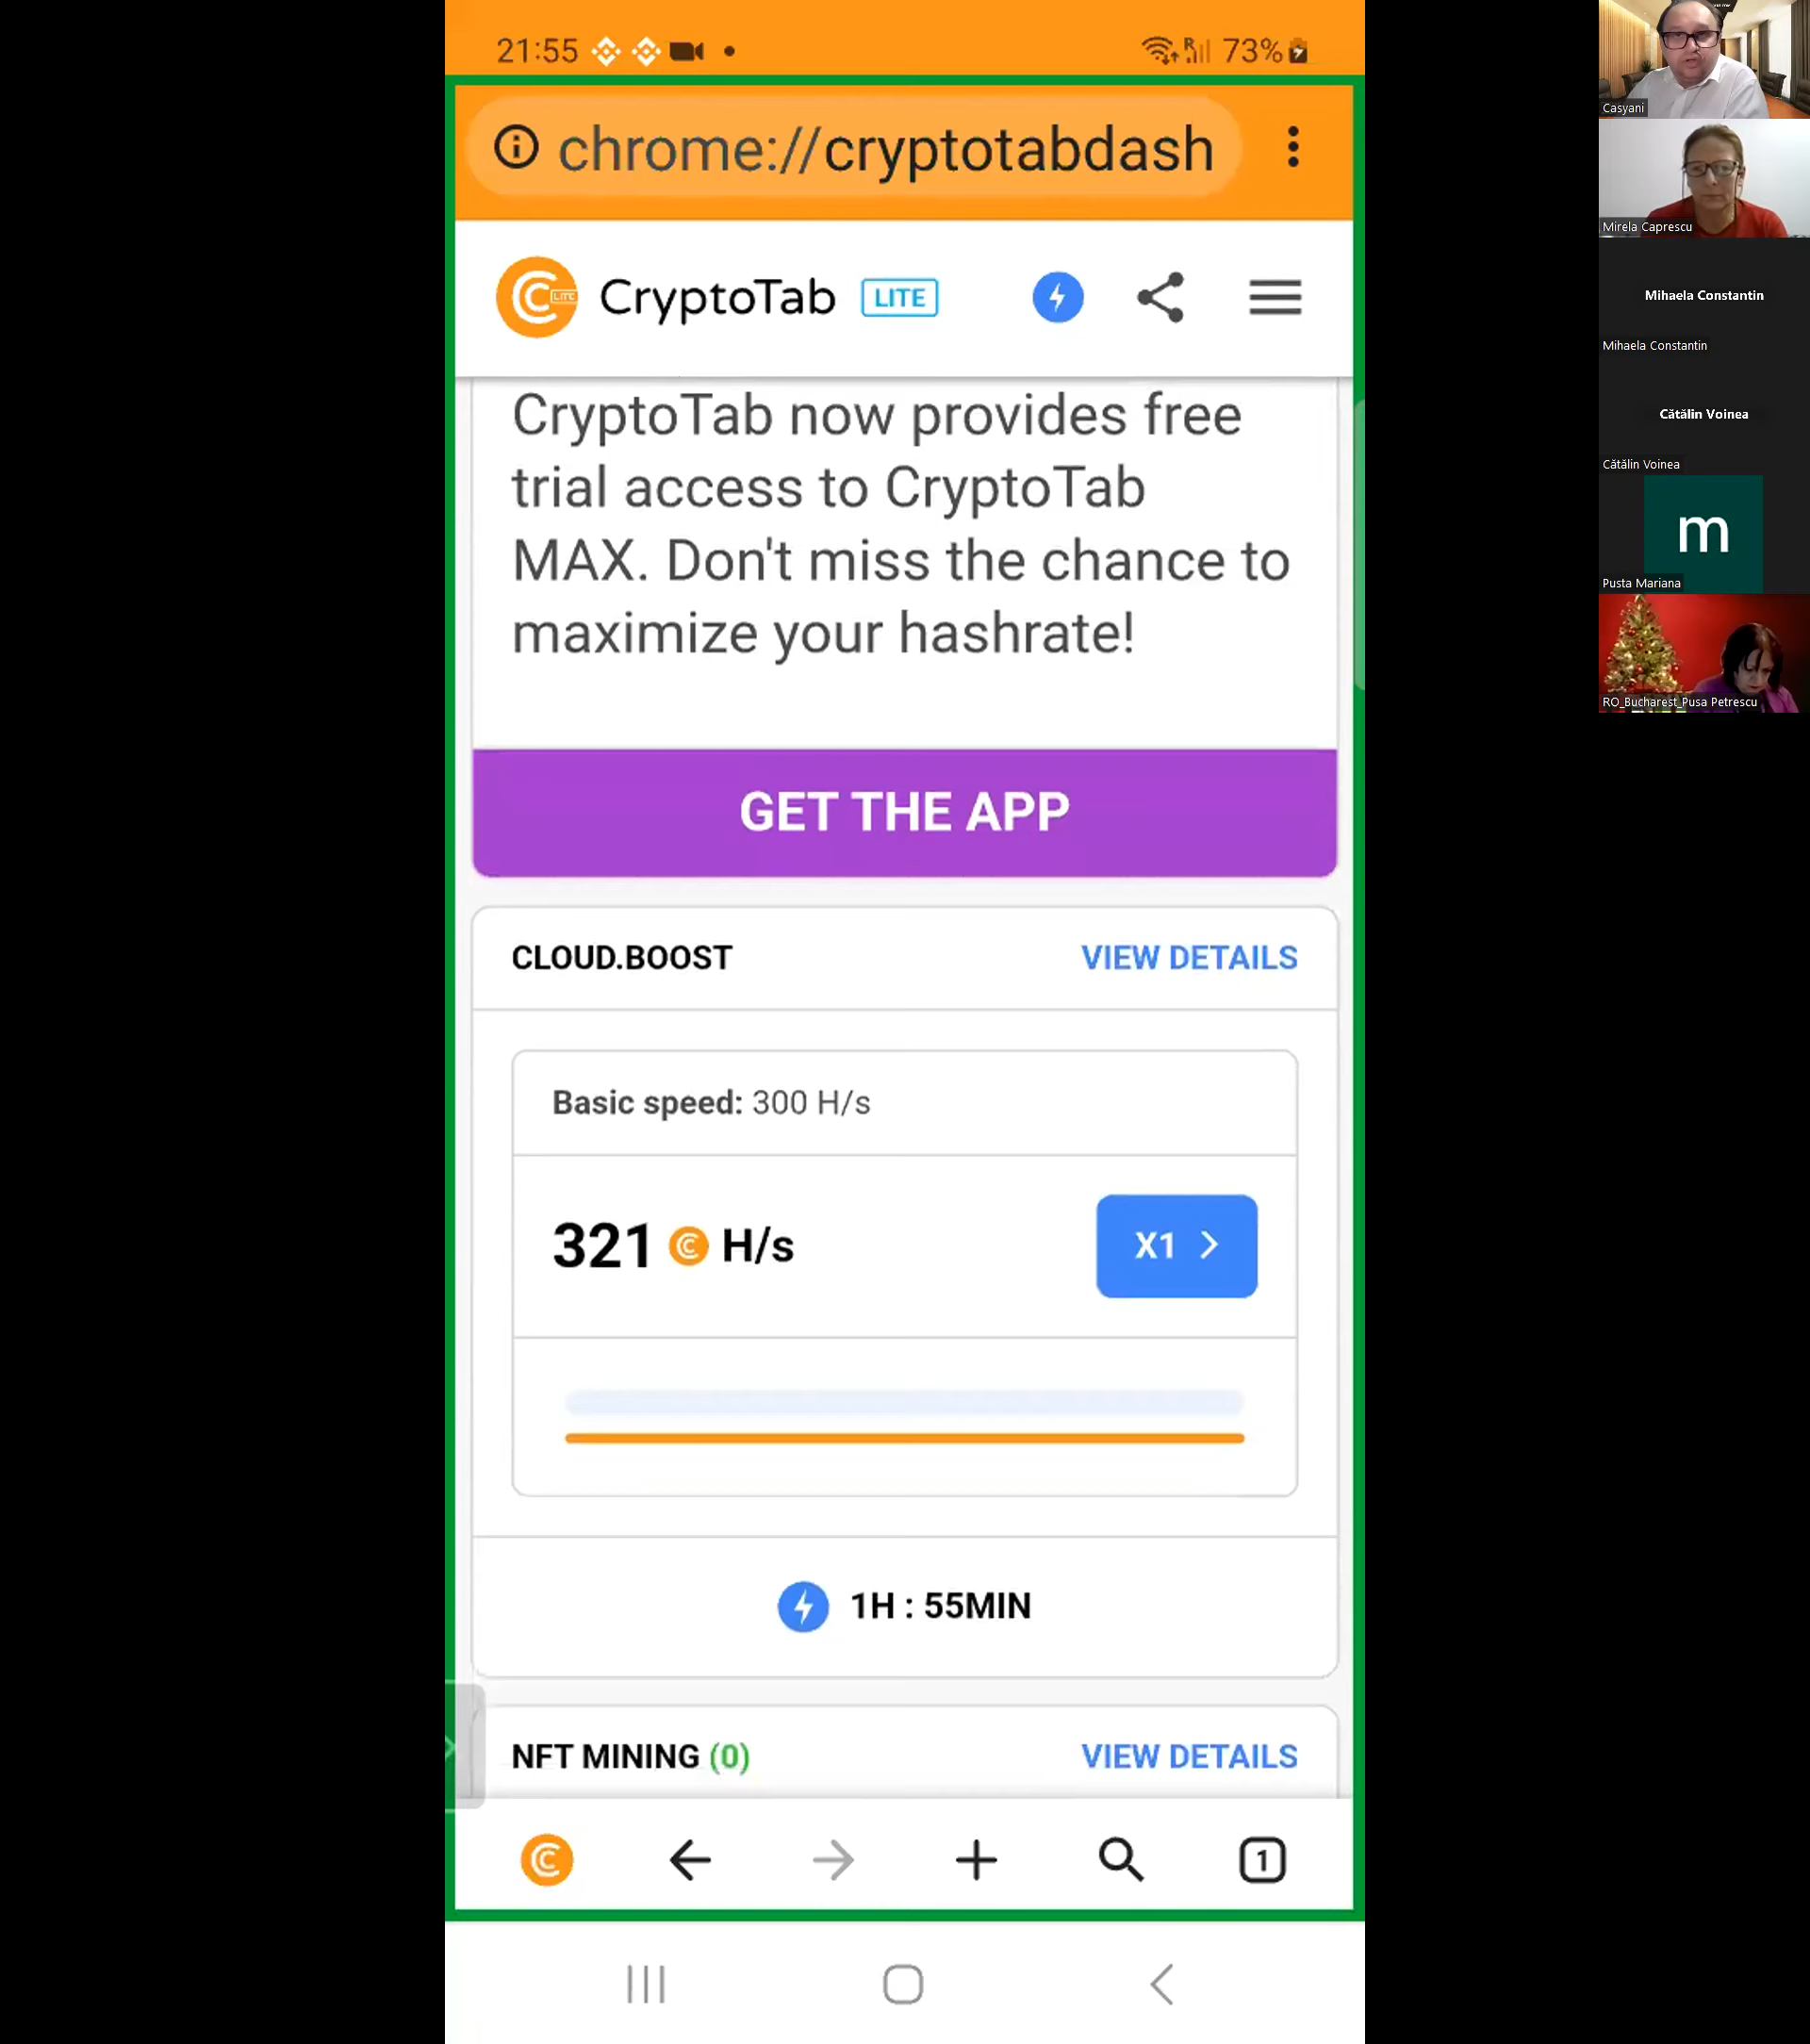 21:55
73%
chrome://cryptotabdash
CryptoTab LITE
CryptoTab now provides free
trial access to CryptoTab
MAX. Don't miss the chance to
maximize your hashrate!
GET THE APP
CLOUD.BOOST VIEW DETAILS
Basic speed: 300 H/s
321 H/s X1
1H : 55MIN
NFT MINING (0) VIEW DETAILS
1
Casyani
Mirela Caprescu
Mihaela Constantin
Mihaela Constantin
Cătălin Voinea
Cătălin Voinea
m
Pusta Mariana
RO_Bucharest_Pusa Petrescu